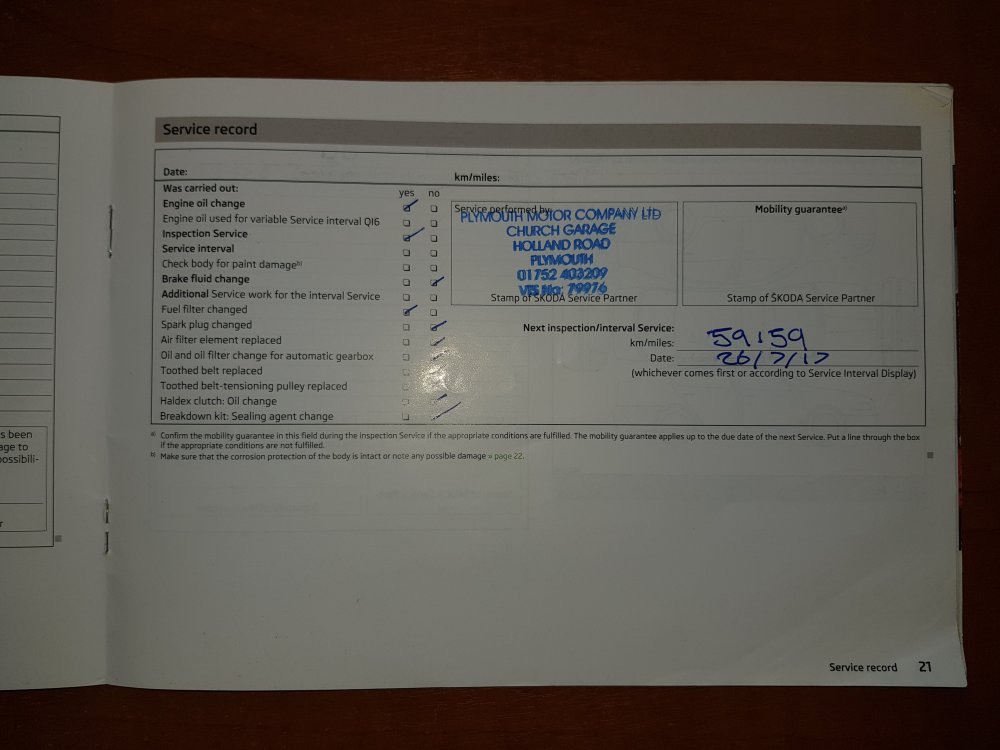 Service record
Date:
km/miles:
Was carried out:
yes no
Engine oil change
Engine oil used for variable Service interval QI6
Inspection Service
Service interval
Check body for paint damage b)
Brake fluid change
Additional Service work for the interval Service
Fuel filter changed
Spark plug changed
Air filter element replaced
Oil and oil filter change for automatic gearbox
Toothed belt replaced
Toothed belt-tensioning pulley replaced
Haldex clutch: Oil change
Breakdown kit: Sealing agent change
Service performed by:
PLYMOUTH MOTOR COMPANY LTD
CHURCH GARAGE
HOLLAND ROAD
PLYMOUTH
01752 403209
VTS No: 79976
Stamp of ŠKODA Service Partner
Mobility guarantee a)
Stamp of ŠKODA Service Partner
Next inspection/interval Service:
km/miles: 59159
Date: 26/7/17
(whichever comes first or according to Service Interval Display)
a) Confirm the mobility guarantee in this field during the inspection Service if the appropriate conditions are fulfilled. The mobility guarantee applies up to the due date of the next Service. Put a line through the box
if the appropriate conditions are not fulfilled.
b) Make sure that the corrosion protection of the body is intact or note any possible damage » page 22.
s been
age to
possibili-
r
Service record 21